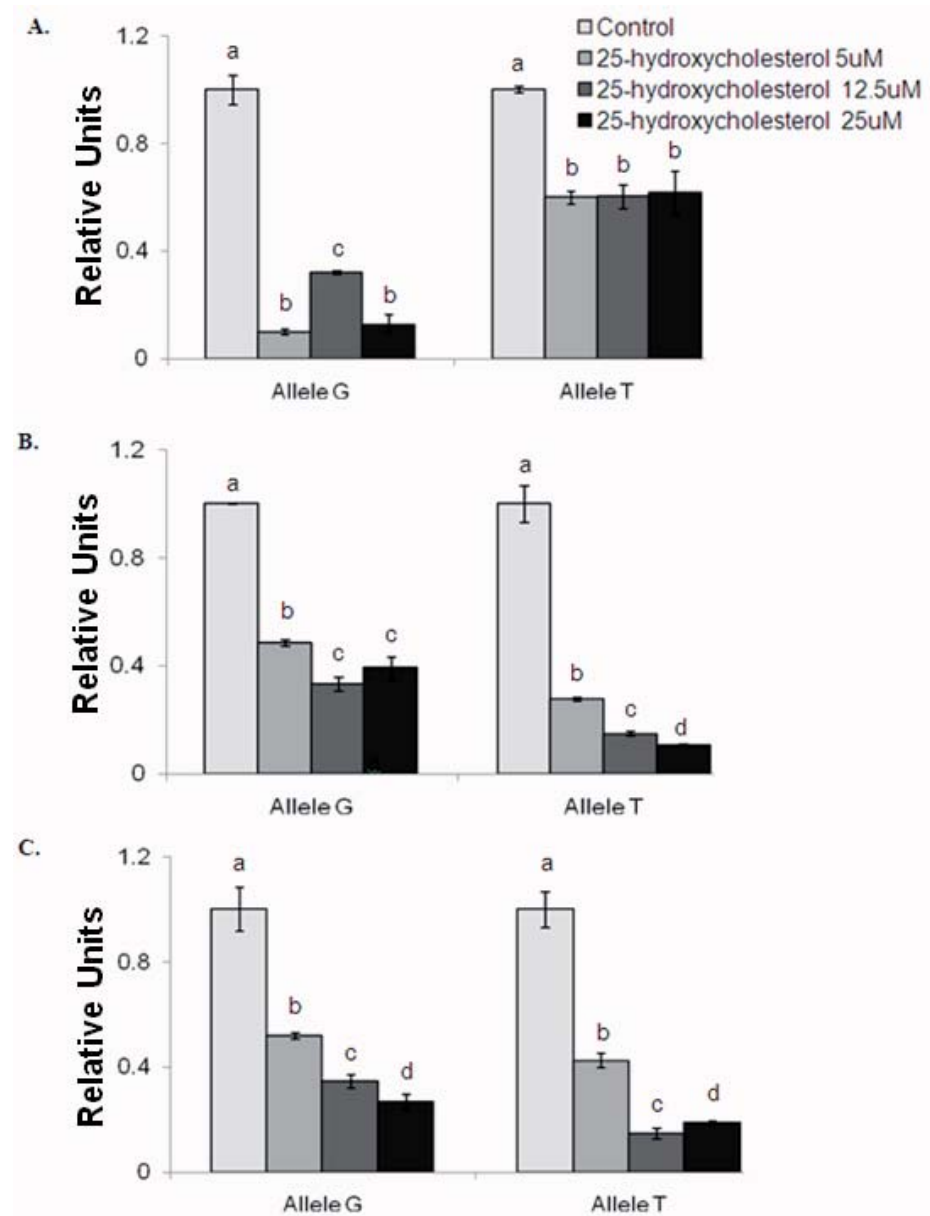 A.
Relative Units
1.2
0.8
0.4
0
a
b
c
b
a
b
b
b
Control
25-hydroxycholesterol 5uM
25-hydroxycholesterol 12.5uM
25-hydroxycholesterol 25uM
Allele G
Allele T
B.
Relative Units
1.2
0.8
0.4
0
a
b
c
c
a
b
c
d
Allele G
Allele T
C.
Relative Units
1.2
0.8
0.4
0
a
b
c
d
a
b
c
d
Allele G
Allele T